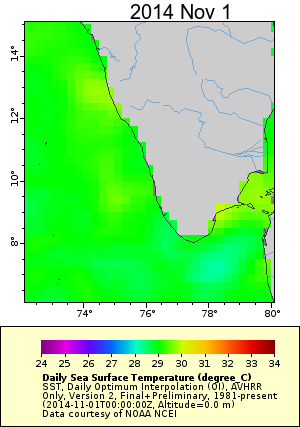 2014 Nov 1
14°
12°
10°
8°
74° 76° 78° 80°
24 25 26 27 28 29 30 31 32 33 34
Daily Sea Surface Temperature (degree_C)
SST, Daily Optimum Interpolation (OI), AVHRR
Only, Version 2, Final+Preliminary, 1981-present
(2014-11-01T00:00:00Z, Altitude=0.0 m)
Data courtesy of NOAA NCEI